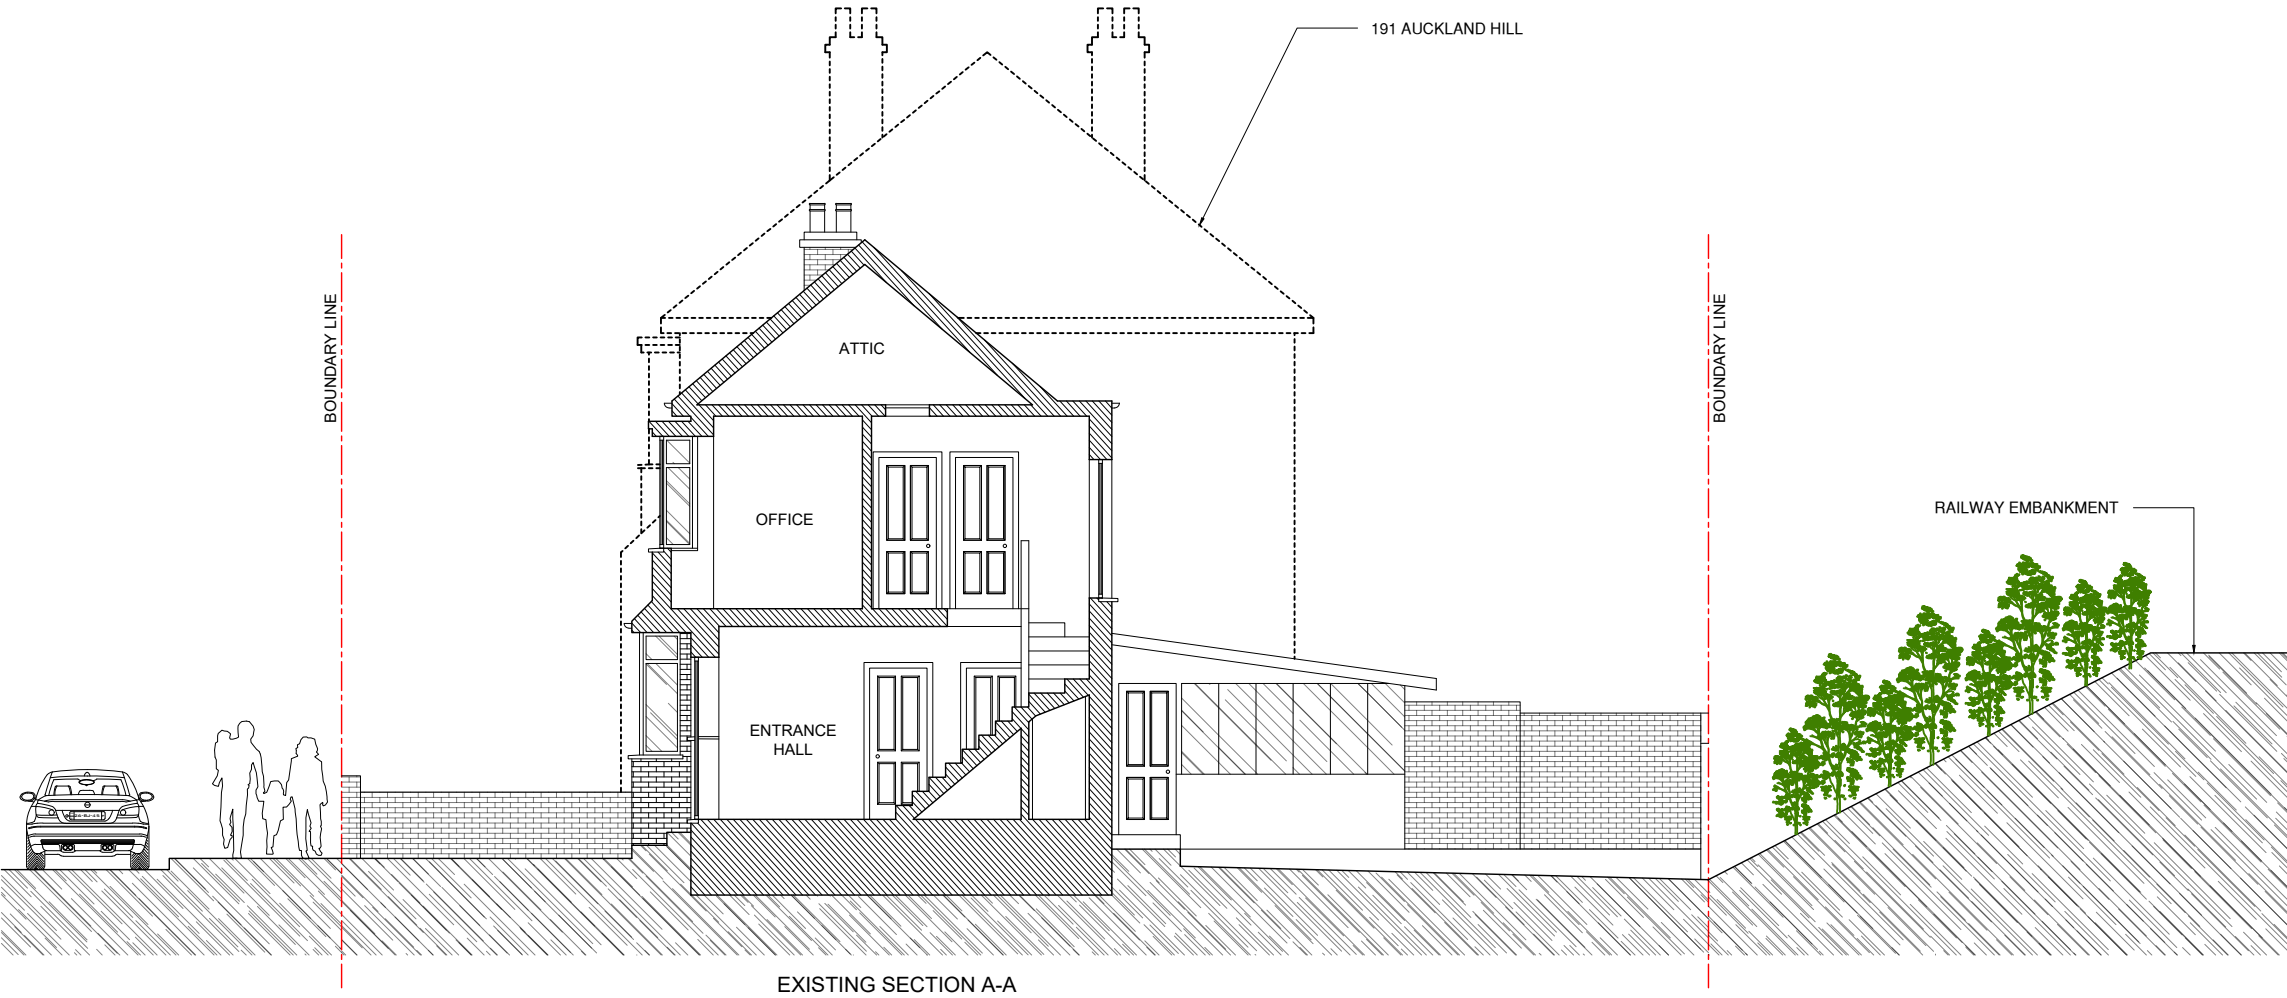 191 AUCKLAND HILL
BOUNDARY LINE
BOUNDARY LINE
ATTIC
OFFICE
RAILWAY EMBANKMENT
ENTRANCE
HALL
EXISTING SECTION A-A